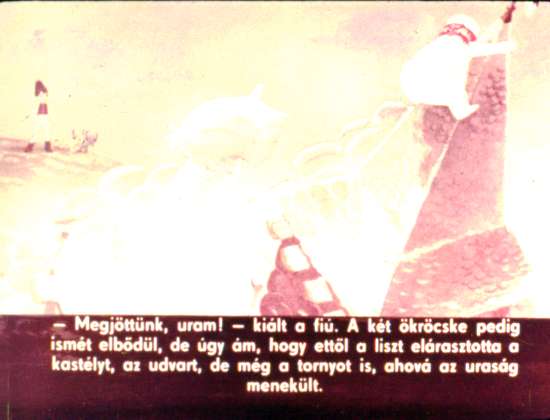 — Megjöttünk, uram! — kiált a fiú. A két ökröcske pedig
ismét elbődül, de úgy ám, hogy ettől a liszt elárasztotta a
kastélyt, az udvart, de még a tornyot is, ahová az uraság
menekült.